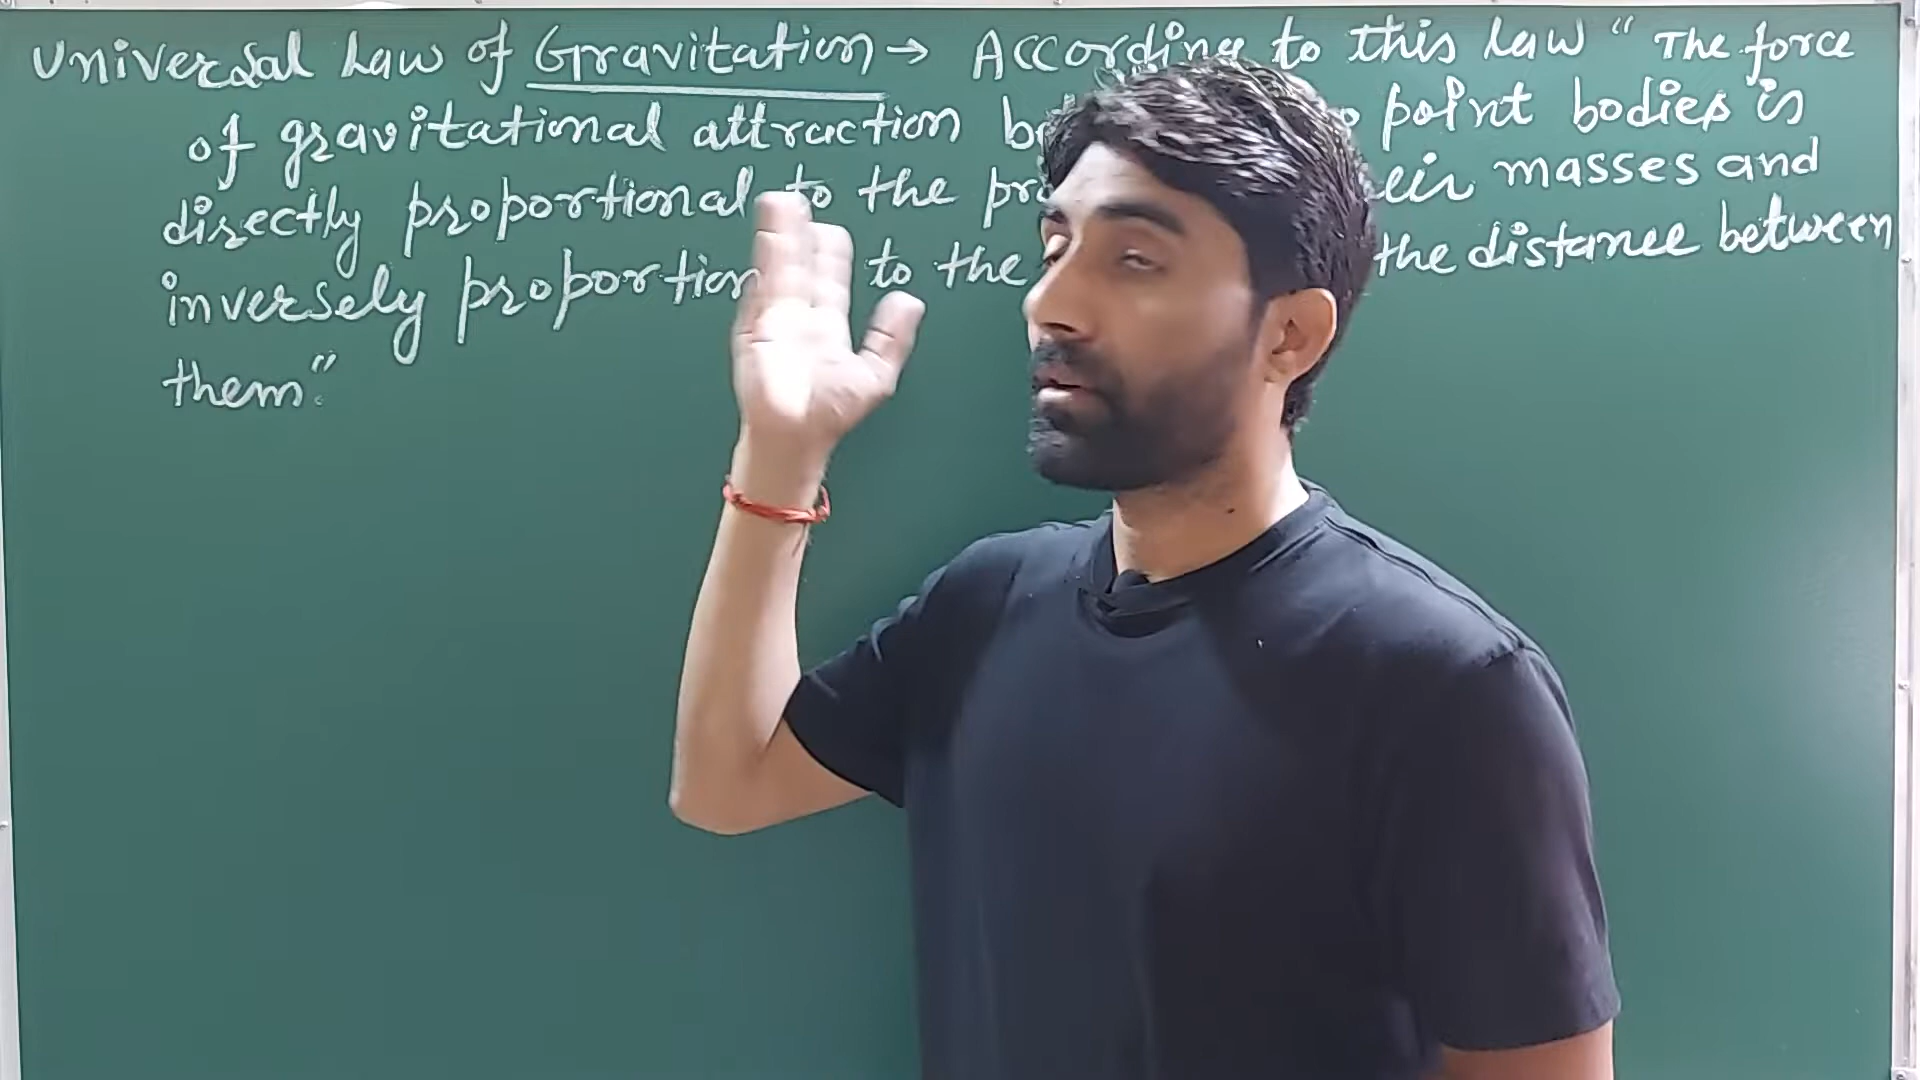 Universal Law of Gravitation → According to this law “ The force
of gravitational attraction point bodies is
directly proportional to the masses and
inversely to the the distance between
them”